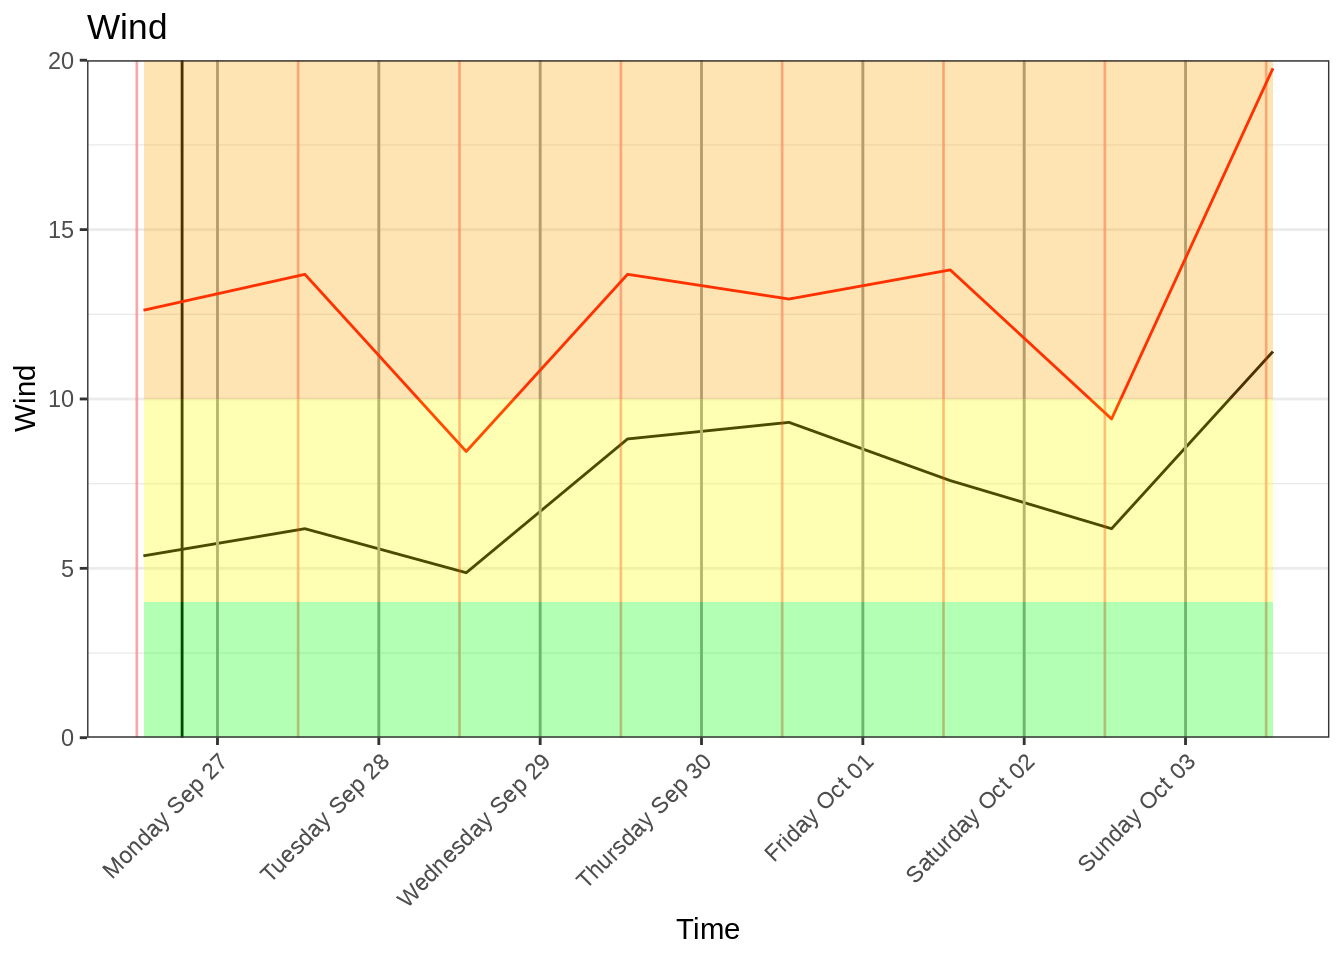 Wind
20
15
10
5
0
Wind
Monday Sep 27
Tuesday Sep 28
Wednesday Sep 29
Thursday Sep 30
Friday Oct 01
Saturday Oct 02
Sunday Oct 03
Time